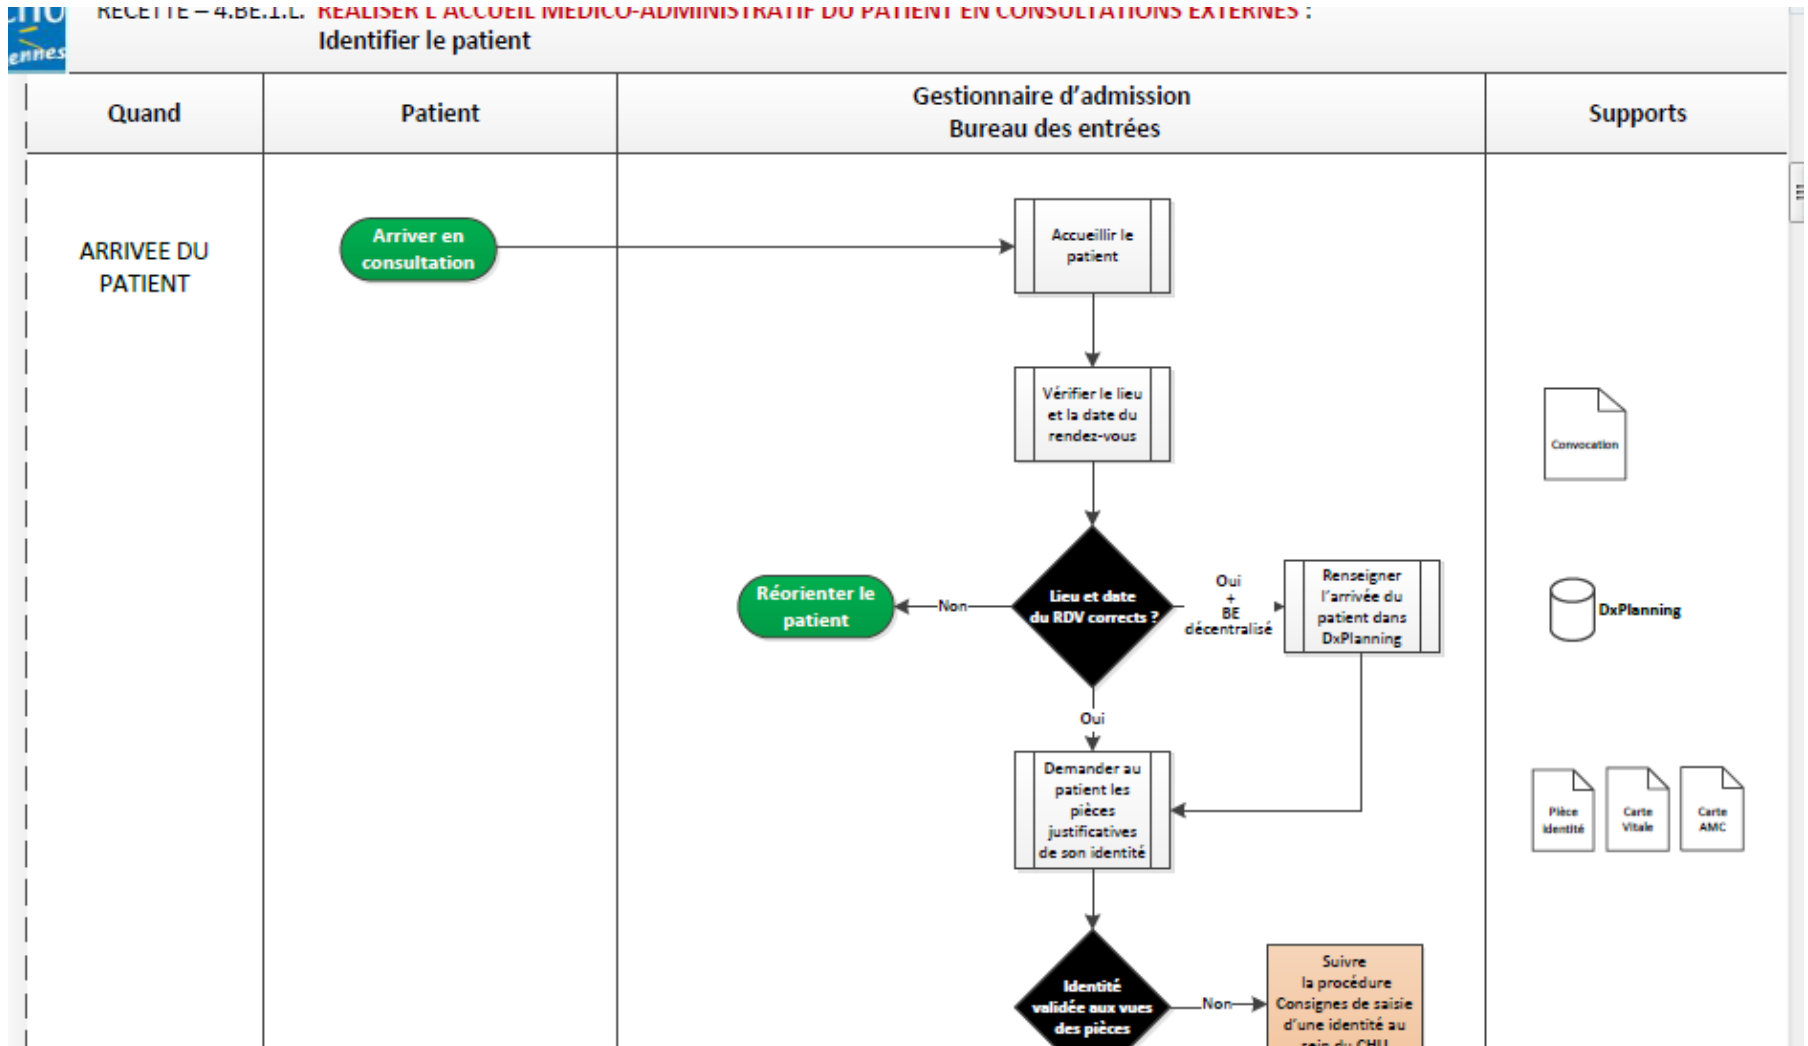 CHU
ennes
RECETTE – 4.BE.1.L. REALISER L'ACCUEIL MEDICO-ADMINISTRATIF DU PATIENT EN CONSULTATIONS EXTERNES :
Identifier le patient
Quand
Patient
Gestionnaire d'admission
Bureau des entrées
Supports
ARRIVEE DU
PATIENT
Arriver en
consultation
Accueillir le
patient
Vérifier le lieu
et la date du
rendez-vous
Convocation
Réorienter le
patient
Non
Lieu et date
du RDV corrects ?
Oui
+
BE
décentralisé
Renseigner
l'arrivée du
patient dans
DxPlanning
DxPlanning
Oui
Demander au
patient les
pièces
justificatives
de son identité
Pièce
Identité
Carte
Vitale
Carte
AMC
Identité
validée aux vues
des pièces
Non
Suivre
la procédure
Consignes de saisie
d'une identité au
sein du CHU